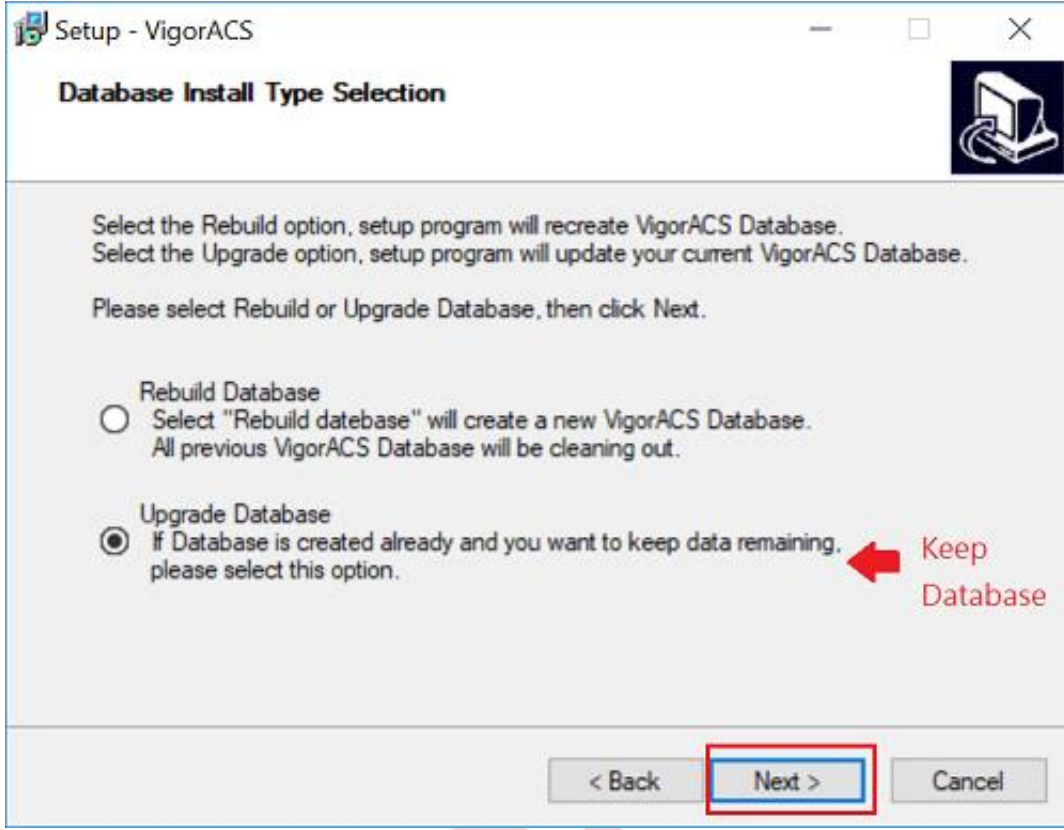 Setup - VigorACS
Database Install Type Selection
Select the Rebuild option, setup program will recreate VigorACS Database.
Select the Upgrade option, setup program will update your current VigorACS Database.
Please select Rebuild or Upgrade Database, then click Next.
Rebuild Database
Select "Rebuild datebase" will create a new VigorACS Database.
All previous VigorACS Database will be cleaning out.
Upgrade Database
If Database is created already and you want to keep data remaining,
please select this option.
Keep
Database
< Back
Next >
Cancel